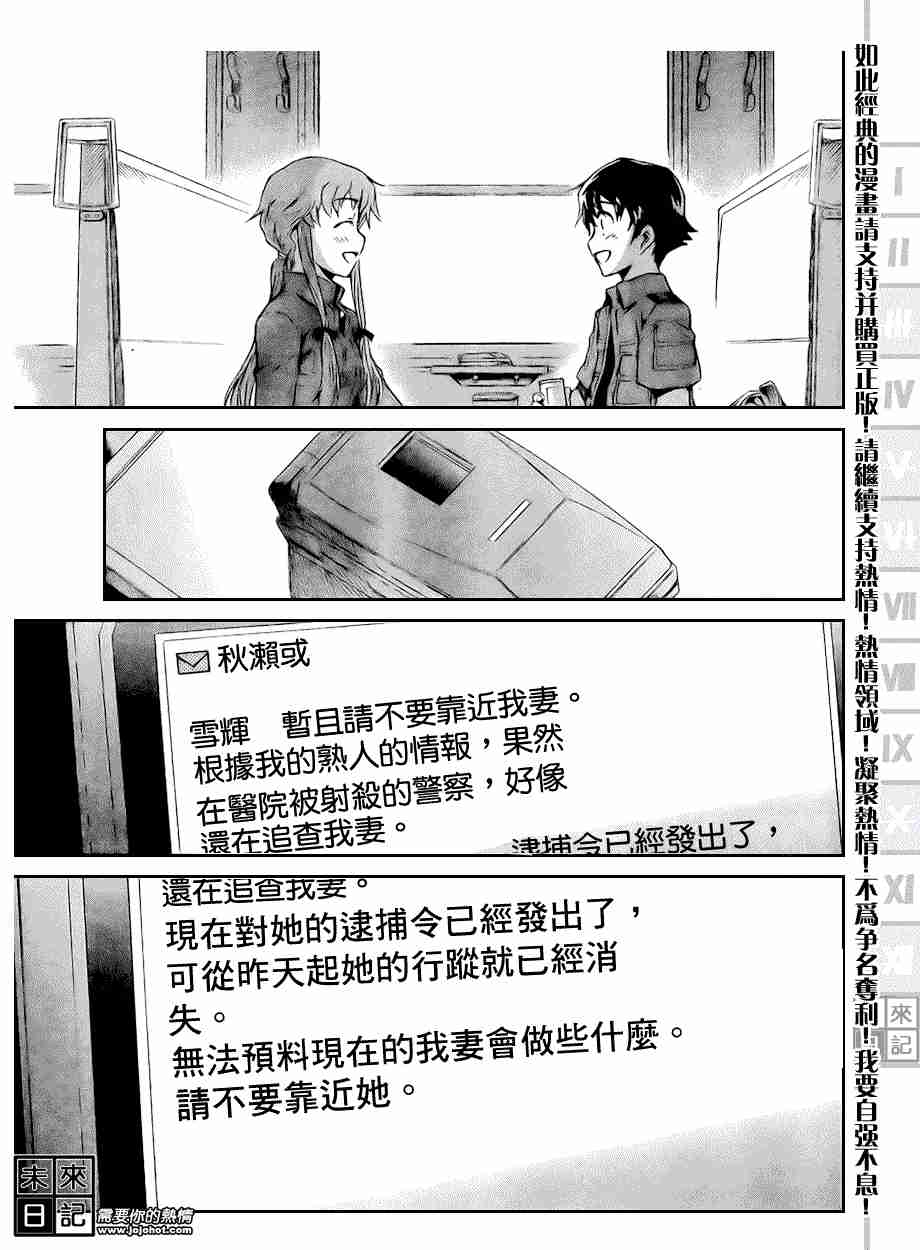 如此經典的漫畫請支持并購買正版！請繼續支持熱情！熱情領域！凝聚熱情！不爲争名奪利！我要自强不息！
I
II
III
IV
V
VI
VII
VIII
IX
X
XI
來
記
秋瀨或
雪輝 暫且請不要靠近我妻。
根據我的熟人的情報，果然
在醫院被射殺的警察，好像
還在追查我妻。
逮捕令已經發出了，
還在追查我妻。
現在對她的逮捕令已經發出了，
可從昨天起她的行蹤就已經消
失。
無法預料現在的我妻會做些什麼。
請不要靠近她。
未來
日記
需要你的熱情
www.jojohot.com